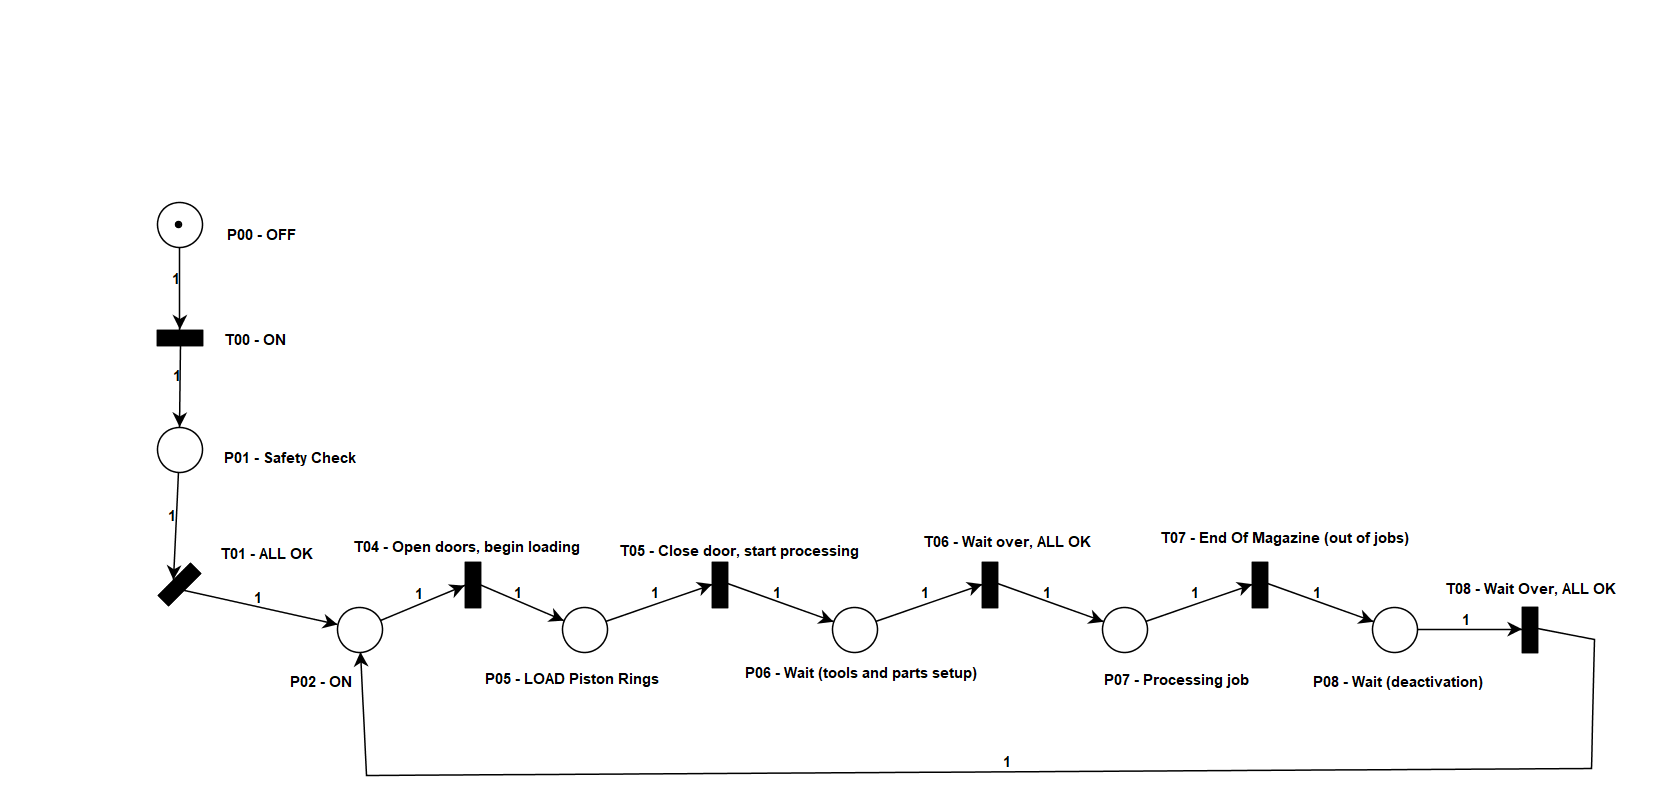 P00 - OFF
1
T00 - ON
1
P01 - Safety Check
1
T01 - ALL OK
1
P02 - ON
1
T04 - Open doors, begin loading
1
P05 - LOAD Piston Rings
1
T05 - Close door, start processing
1
P06 - Wait (tools and parts setup)
1
T06 - Wait over, ALL OK
1
P07 - Processing job
1
T07 - End Of Magazine (out of jobs)
1
P08 - Wait (deactivation)
1
T08 - Wait Over, ALL OK
1